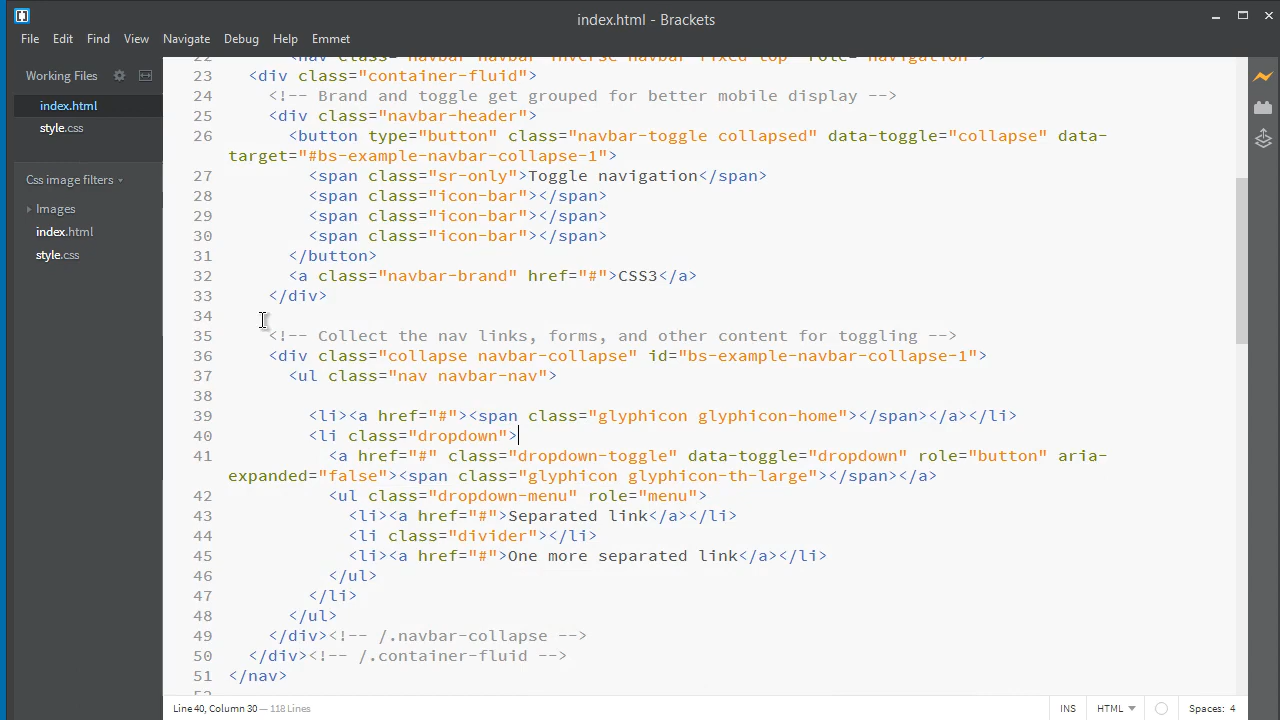 index.html - Brackets
File Edit Find View Navigate Debug Help Emmet
Working Files
index.html
style.css
Css image filters
Images
index.html
style.css
22 <nav class="navbar navbar-inverse navbar-fixed-top" role="navigation">
23 <div class="container-fluid">
24 <!-- Brand and toggle get grouped for better mobile display -->
25 <div class="navbar-header">
26 <button type="button" class="navbar-toggle collapsed" data-toggle="collapse" data-
target="#bs-example-navbar-collapse-1">
27 <span class="sr-only">Toggle navigation</span>
28 <span class="icon-bar"></span>
29 <span class="icon-bar"></span>
30 <span class="icon-bar"></span>
31 </button>
32 <a class="navbar-brand" href="#">CSS3</a>
33 </div>
34
35 <!-- Collect the nav links, forms, and other content for toggling -->
36 <div class="collapse navbar-collapse" id="bs-example-navbar-collapse-1">
37 <ul class="nav navbar-nav">
38
39 <li><a href="#"><span class="glyphicon glyphicon-home"></span></a></li>
40 <li class="dropdown">
41 <a href="#" class="dropdown-toggle" data-toggle="dropdown" role="button" aria-
expanded="false"><span class="glyphicon glyphicon-th-large"></span></a>
42 <ul class="dropdown-menu" role="menu">
43 <li><a href="#">Separated link</a></li>
44 <li class="divider"></li>
45 <li><a href="#">One more separated link</a></li>
46 </ul>
47 </li>
48 </ul>
49 </div><!-- /.navbar-collapse -->
50 </div><!-- /.container-fluid -->
51 </nav>
Line 40, Column 30 — 118 Lines
INS HTML Spaces: 4